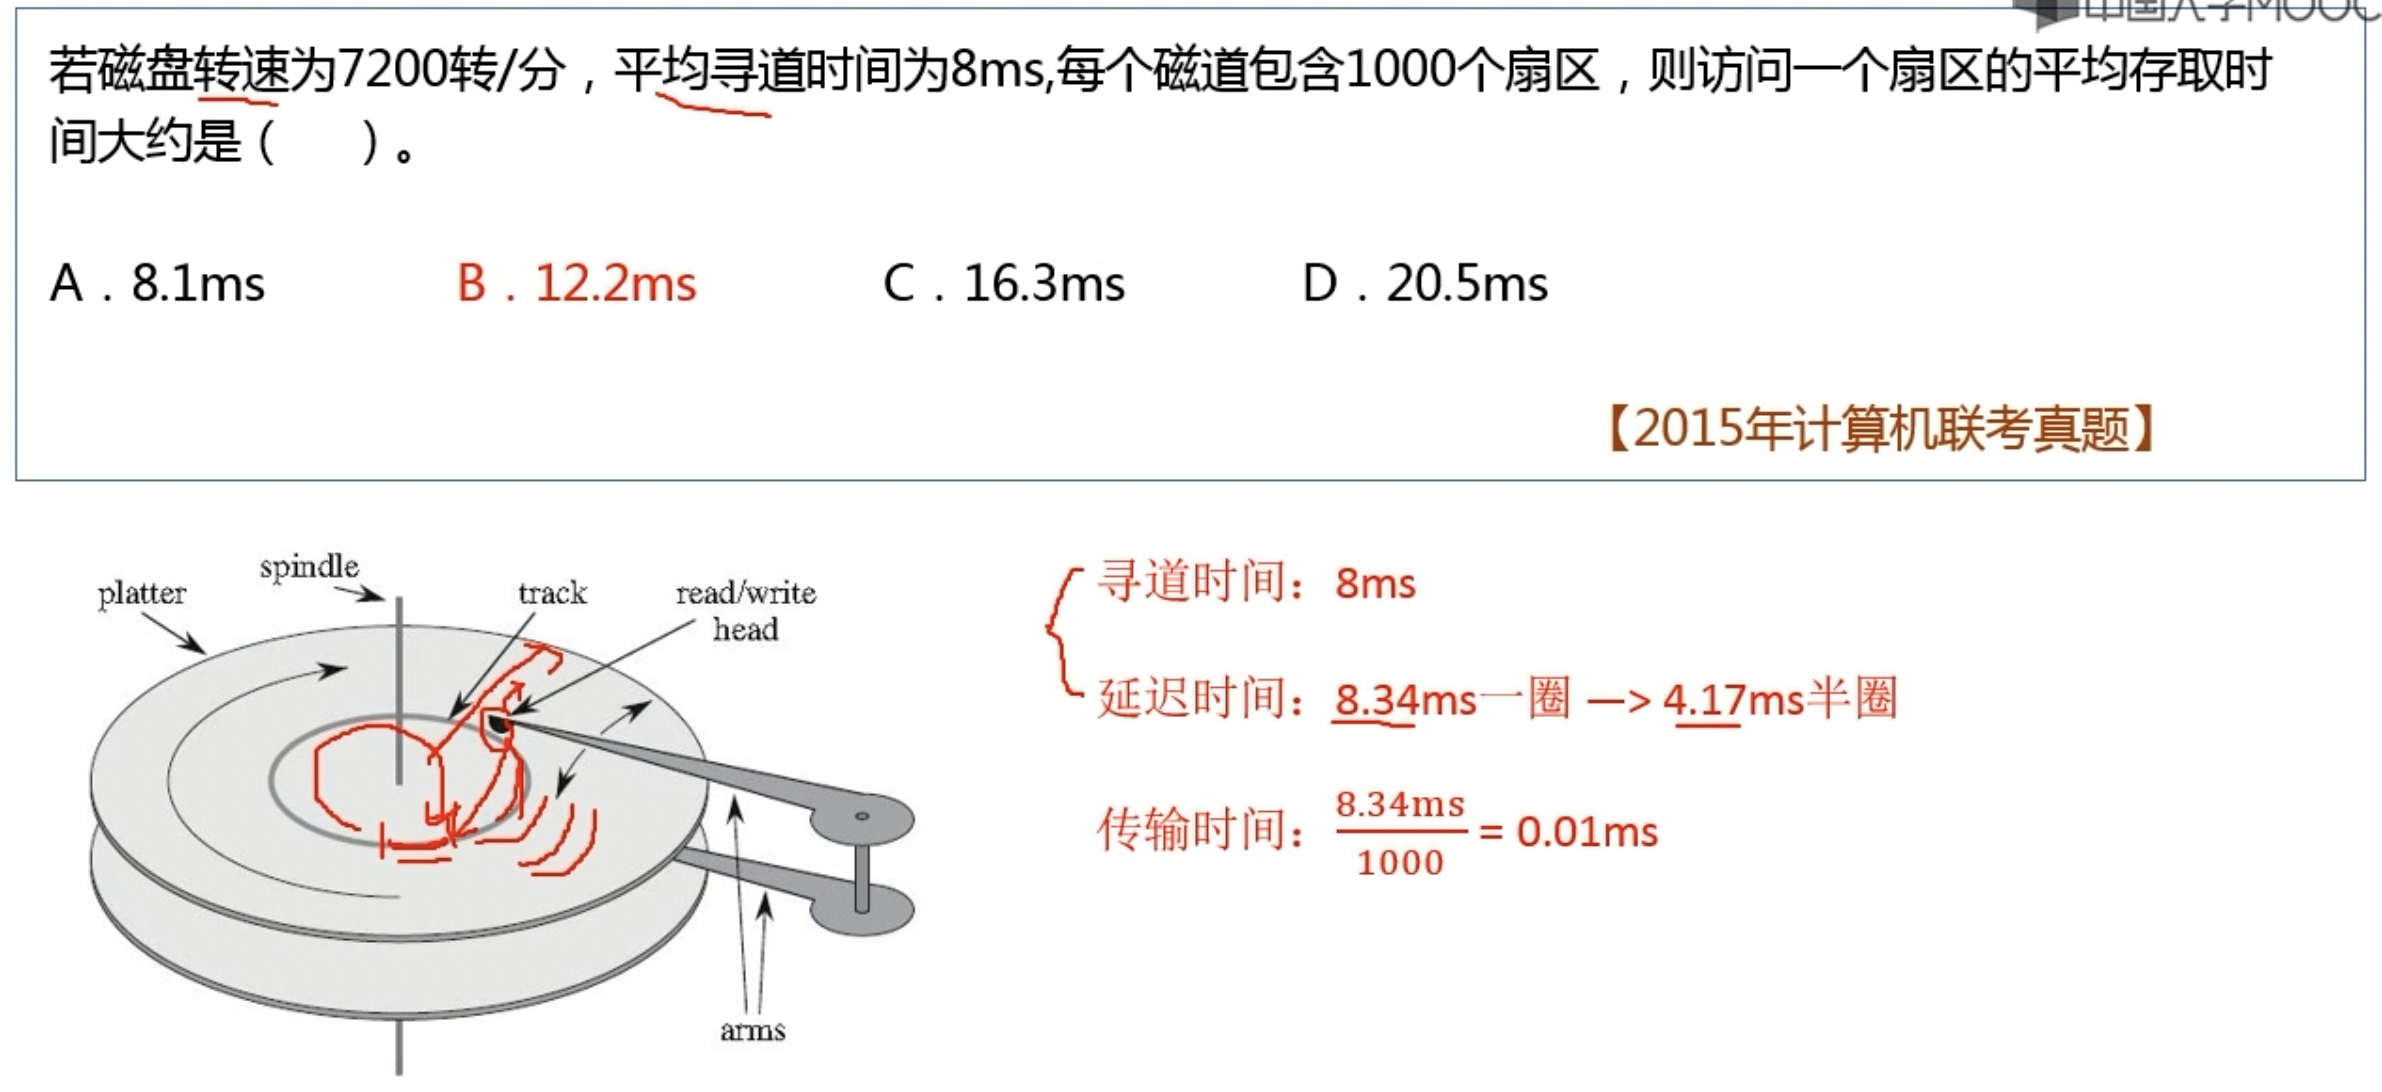 中国大学MOOC
若磁盘转速为7200转/分，平均寻道时间为8ms,每个磁道包含1000个扇区，则访问一个扇区的平均存取时
间大约是（　　）。
A．8.1ms　B．12.2ms　C．16.3ms　D．20.5ms
【2015年计算机联考真题】
platter
spindle
track
read/write
head
arms
寻道时间：8ms
延迟时间：8.34ms一圈 —> 4.17ms半圈
传输时间：8.34ms/1000 = 0.01ms